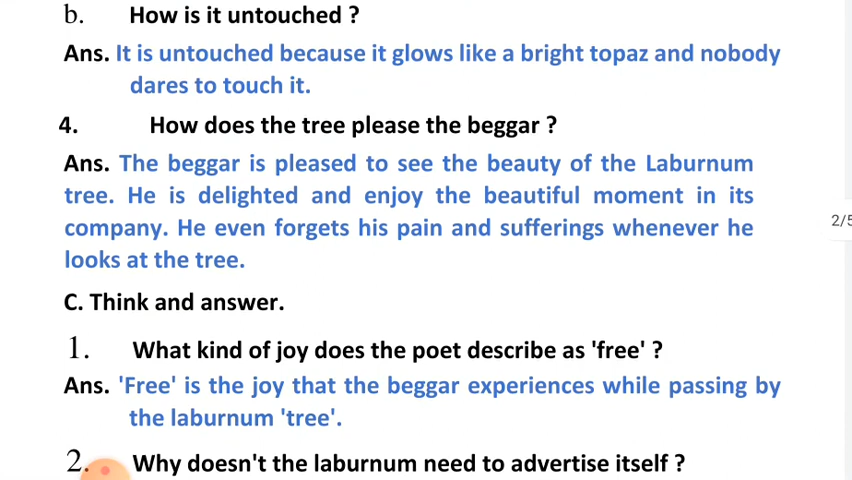 b. How is it untouched ?
Ans. It is untouched because it glows like a bright topaz and nobody
dares to touch it.
4. How does the tree please the beggar ?
Ans. The beggar is pleased to see the beauty of the Laburnum
tree. He is delighted and enjoy the beautiful moment in its
company. He even forgets his pain and sufferings whenever he
looks at the tree.
2/5
C. Think and answer.
1. What kind of joy does the poet describe as 'free' ?
Ans. 'Free' is the joy that the beggar experiences while passing by
the laburnum 'tree'.
2. Why doesn't the laburnum need to advertise itself ?